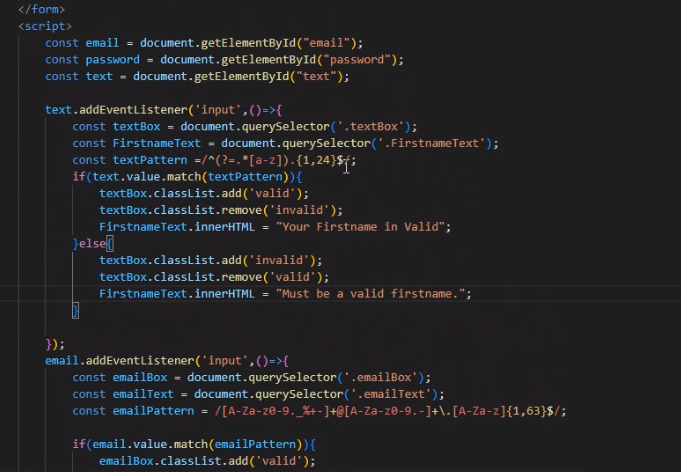 </form>
<script>
const email = document.getElementById("email");
const password = document.getElementById("password");
const text = document.getElementById("text");
text.addEventListener('input',()=>{
const textBox = document.querySelector('.textBox');
const FirstnameText = document.querySelector('.FirstnameText');
const textPattern =/^(?=.*[a-z]).{1,24}$/;
if(text.value.match(textPattern)){
textBox.classList.add('valid');
textBox.classList.remove('invalid');
FirstnameText.innerHTML = "Your Firstname in Valid";
}else{
textBox.classList.add('invalid');
textBox.classList.remove('valid');
FirstnameText.innerHTML = "Must be a valid firstname.";
}
});
email.addEventListener('input',()=>{
const emailBox = document.querySelector('.emailBox');
const emailText = document.querySelector('.emailText');
const emailPattern = /[A-Za-z0-9._%+-]+@[A-Za-z0-9.-]+\.[A-Za-z]{1,63}$/;
if(email.value.match(emailPattern)){
emailBox.classList.add('valid');